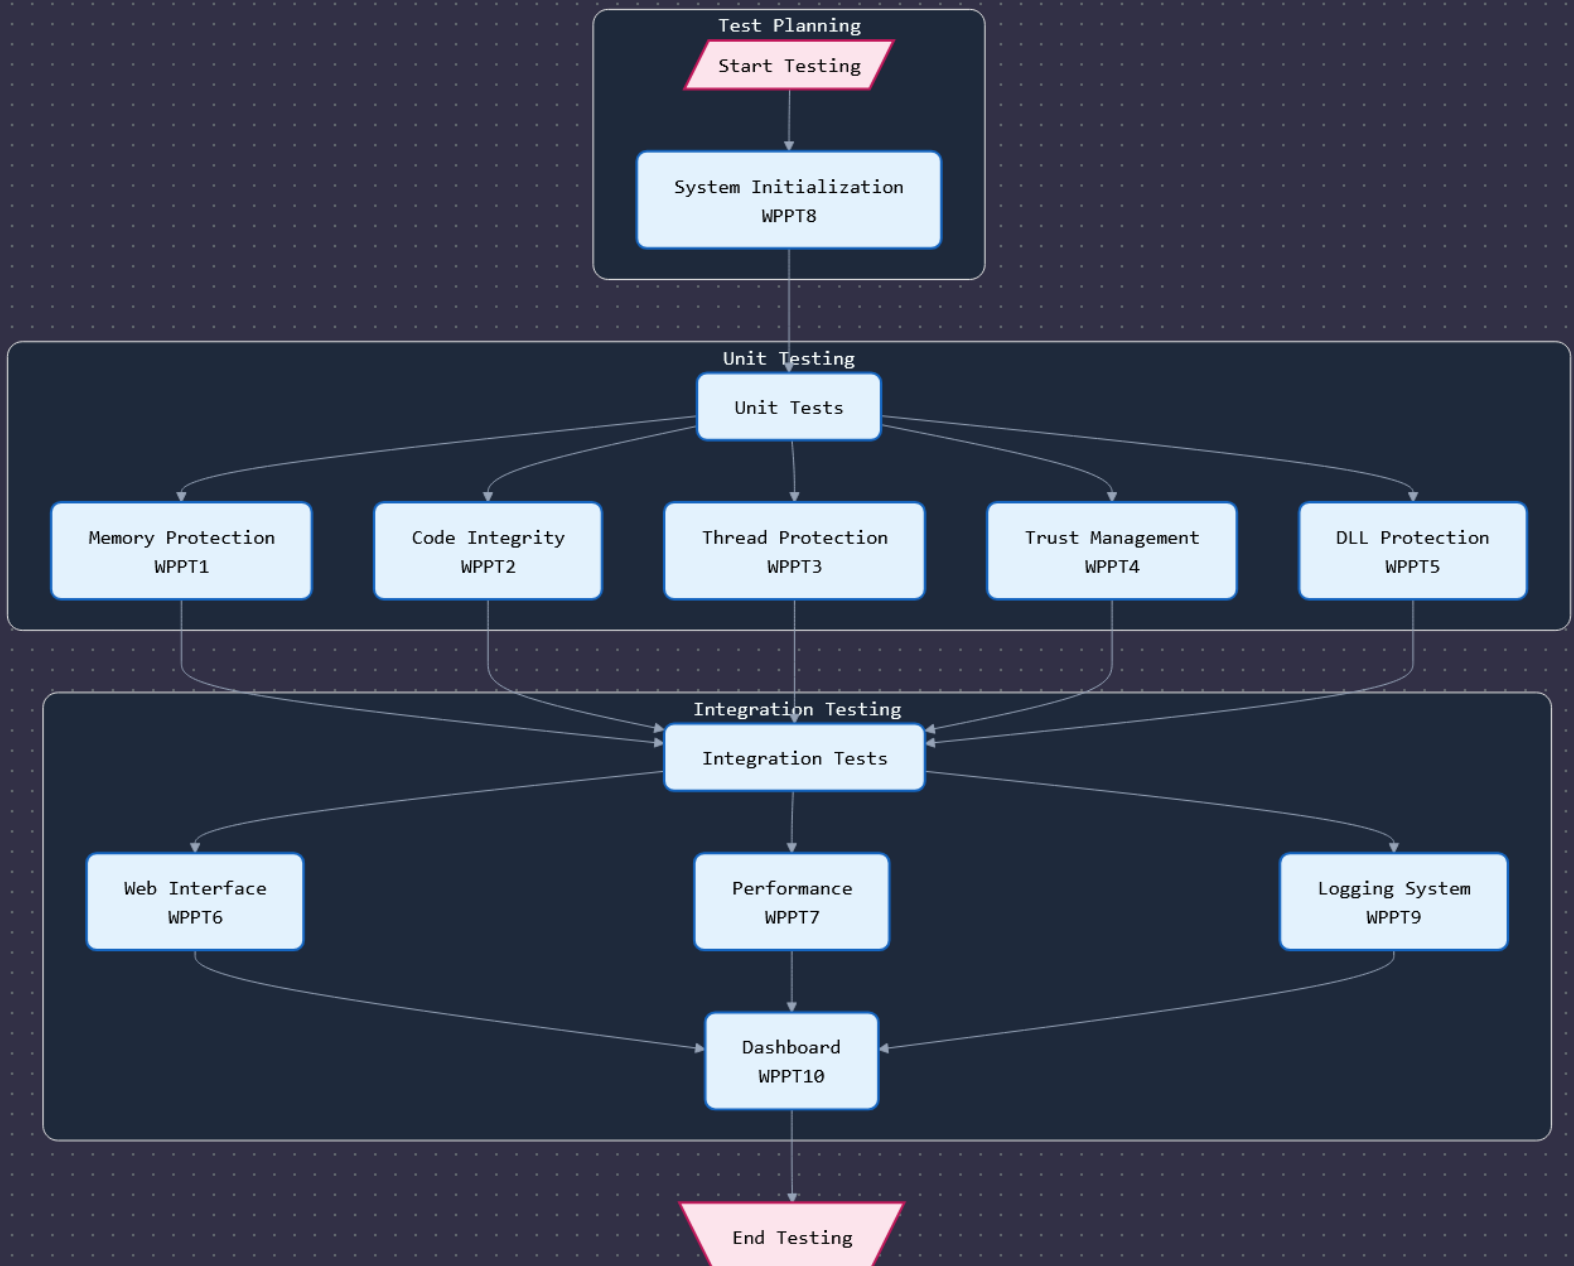 Test Planning
Start Testing
System Initialization
WPPT8
Unit Testing
Unit Tests
Memory Protection
WPPT1
Code Integrity
WPPT2
Thread Protection
WPPT3
Trust Management
WPPT4
DLL Protection
WPPT5
Integration Testing
Integration Tests
Web Interface
WPPT6
Performance
WPPT7
Logging System
WPPT9
Dashboard
WPPT10
End Testing